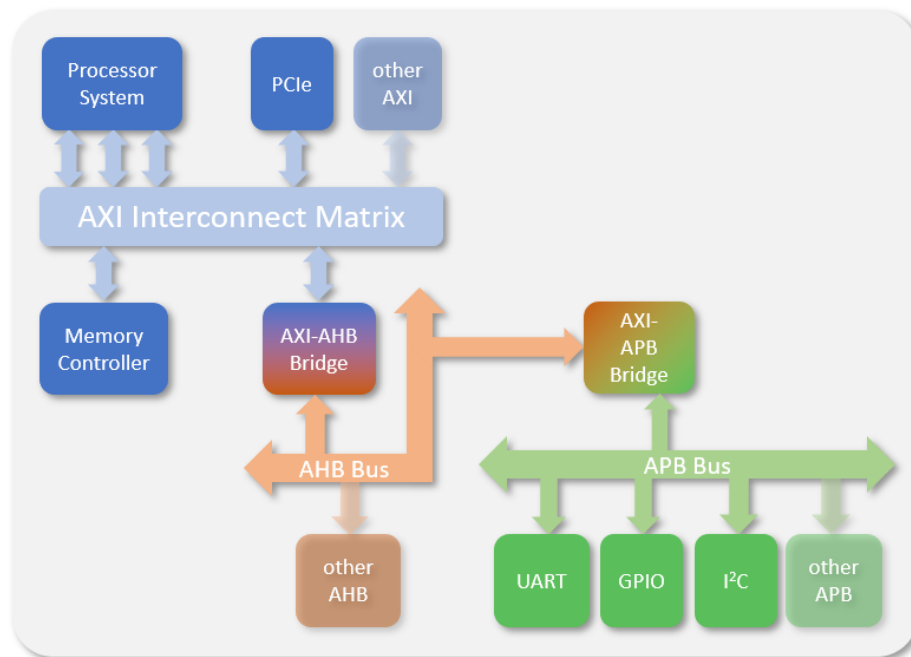 Processor
System
PCIe
other
AXI
AXI Interconnect Matrix
Memory
Controller
AXI-AHB
Bridge
AXI-
APB
Bridge
AHB Bus
APB Bus
other
AHB
UART
GPIO
I²C
other
APB